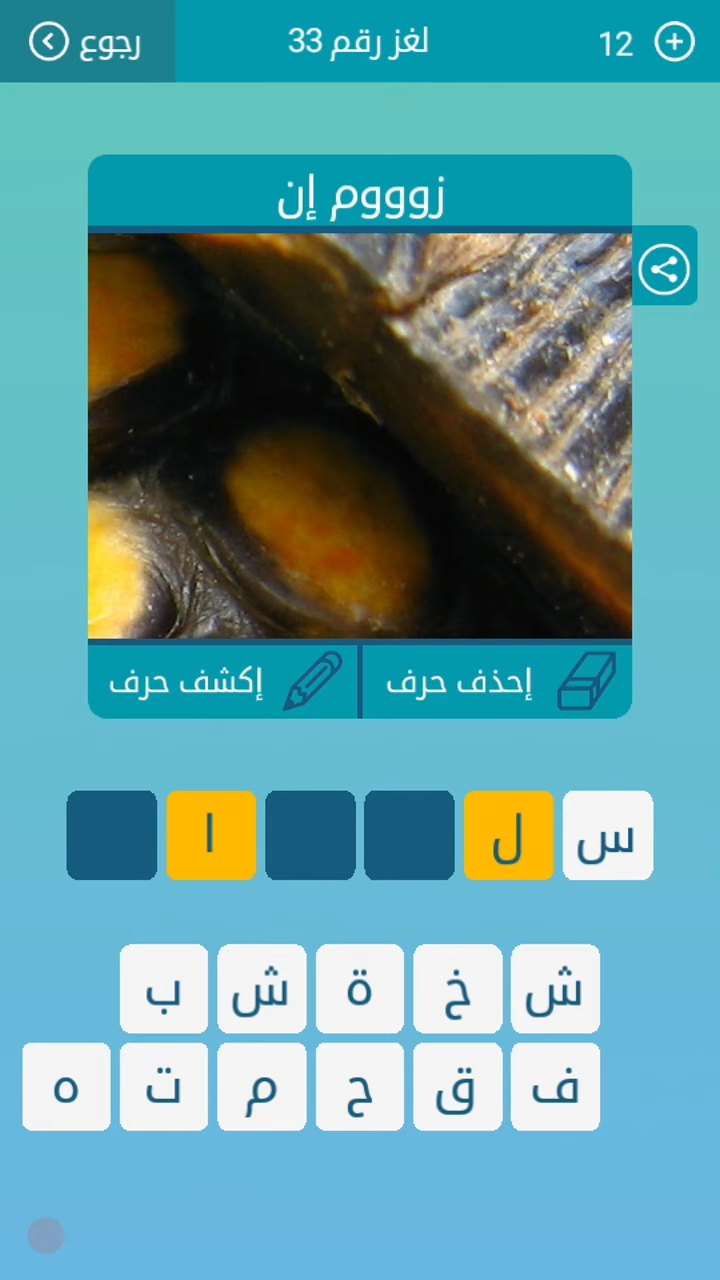 رجوع لغز رقم 33 12
زوووم إن
إكشف حرف إحذف حرف
س ل ا
ش خ ة ش ب
ف ق ح م ت ه